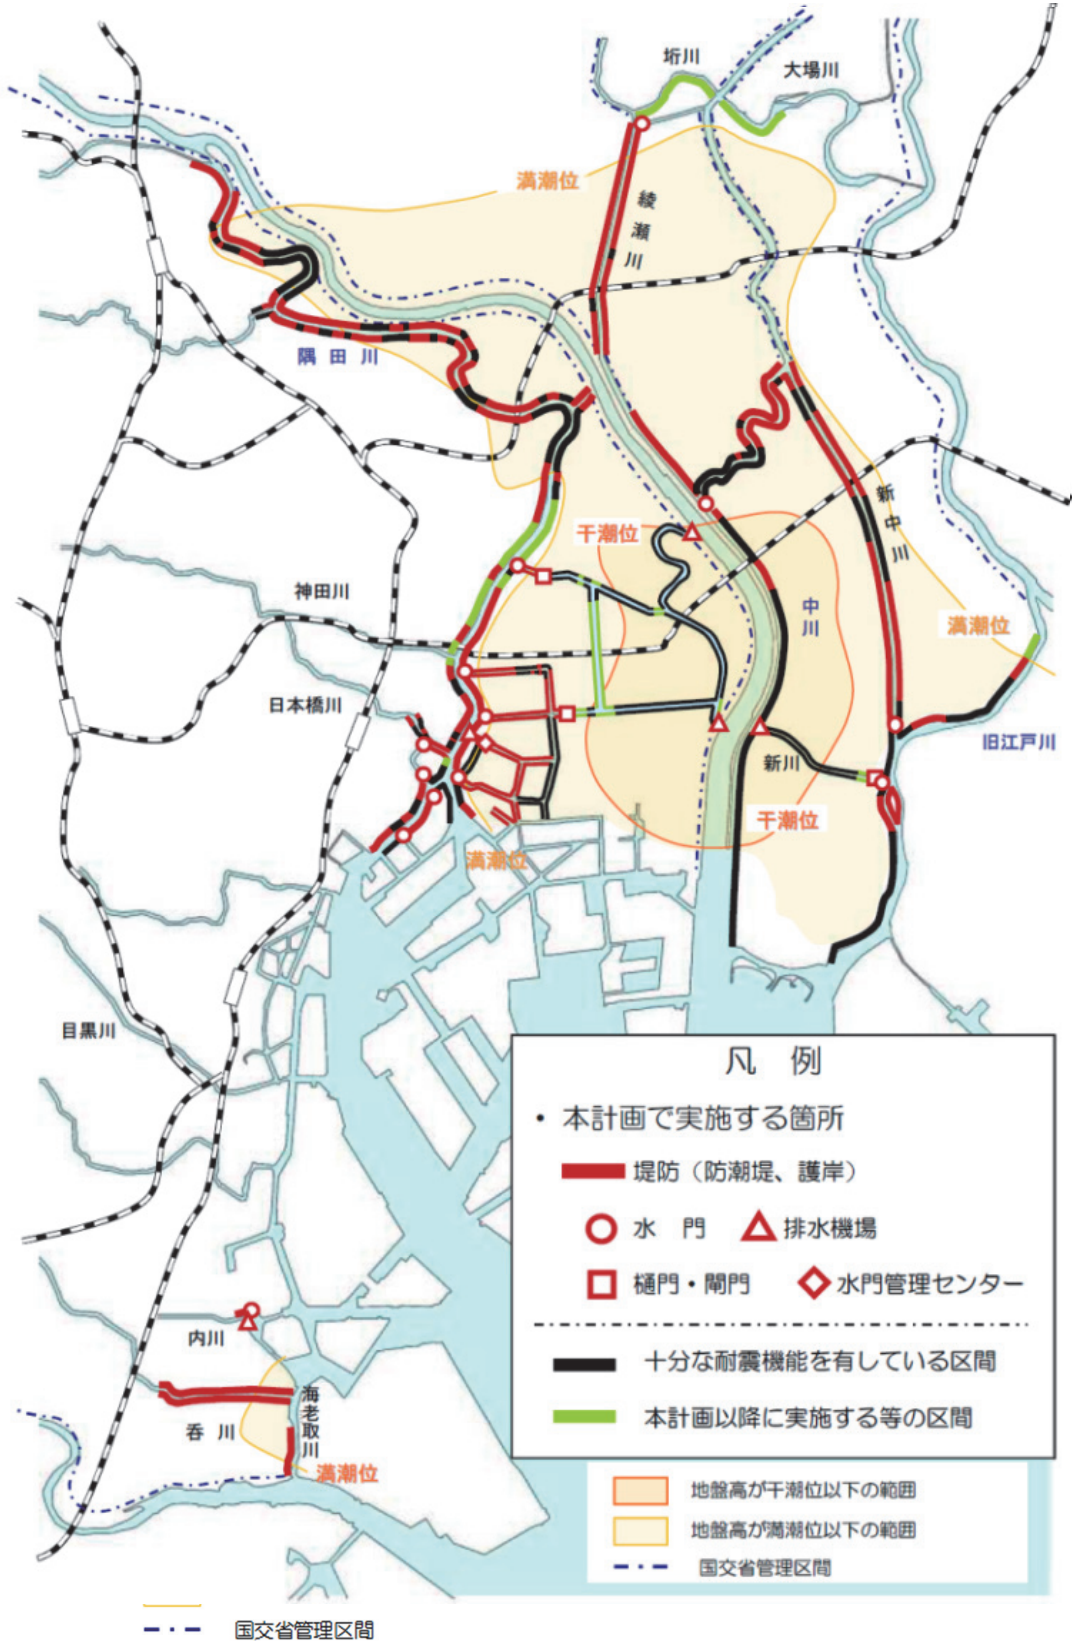 垳川
大場川
満潮位
綾瀬川
隅田川
新中川
干潮位
神田川
中川
満潮位
日本橋川
旧江戸川
新川
干潮位
満潮位
目黒川
凡　例
・本計画で実施する箇所
堤防（防潮堤、護岸）
水　門
排水機場
樋門・閘門
水門管理センター
十分な耐震機能を有している区間
本計画以降に実施する等の区間
内川
海老取川
呑川
満潮位
地盤高が干潮位以下の範囲
地盤高が満潮位以下の範囲
国交省管理区間
国交省管理区間